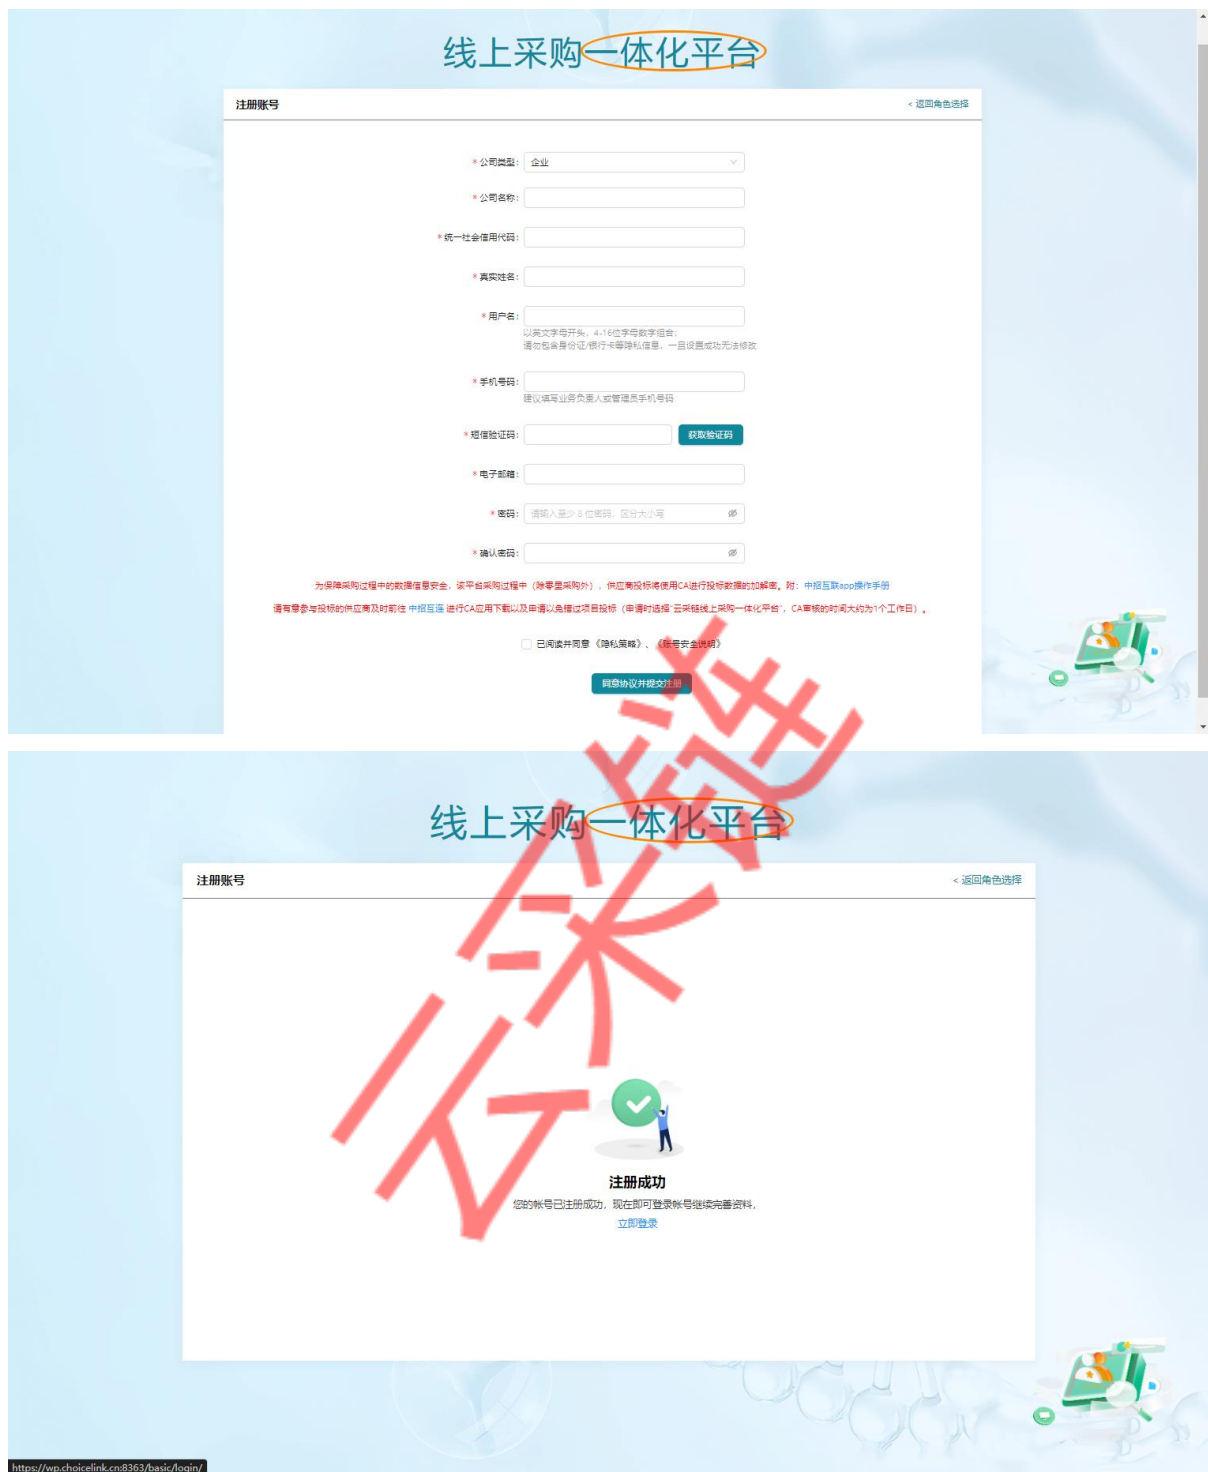 线上采购一体化平台
注册账号
< 返回角色选择
* 公司类型: 企业
* 公司名称:
* 统一社会信用代码:
* 真实姓名:
* 用户名:
以英文字母开头，4-16位字母数字组合;
请勿包含身份证/银行卡等隐私信息，一旦设置成功无法修改
* 手机号码:
建议填写业务负责人或管理员手机号码
* 短信验证码: 获取验证码
* 电子邮箱:
* 密码: 请输入至少 8 位密码，区分大小写
* 确认密码:
为保障采购过程中的数据信息安全，该平台采购过程中（除零星采购外），供应商投标将使用CA进行投标数据的加解密。附：中招互联app操作手册
请有意参与投标的供应商及时前往 中招互连 进行CA应用下载以及申请以免错过项目投标（申请时选择"云采链线上采购一体化平台"，CA审核的时间大约为1个工作日）。
已阅读并同意《隐私策略》、《账号安全说明》
同意协议并提交注册
云采链
线上采购一体化平台
注册账号
< 返回角色选择
注册成功
您的帐号已注册成功，现在即可登录帐号继续完善资料，
立即登录
https://wp.choicelink.cn:8363/basic/login/